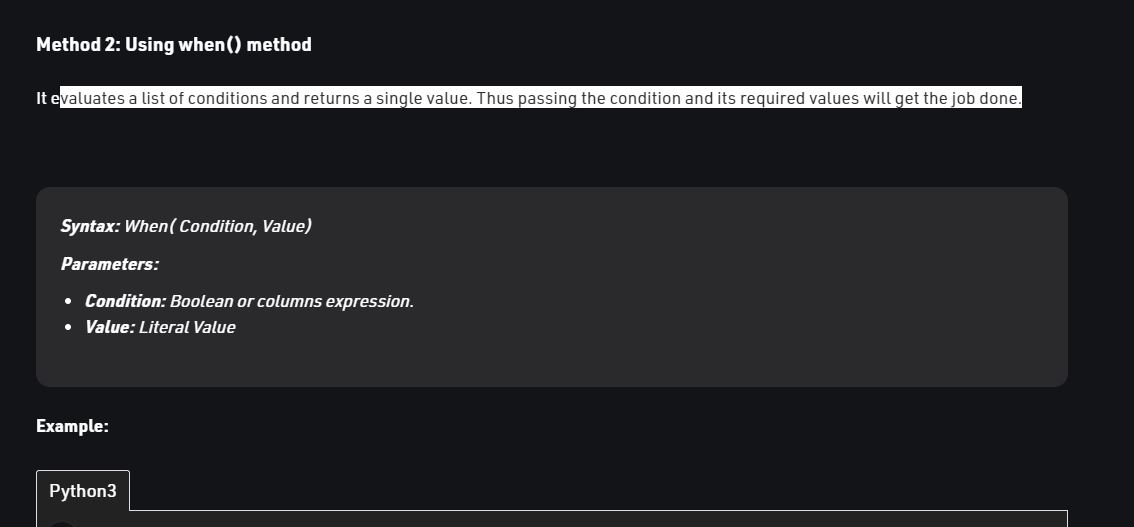 Method 2: Using when() method
It evaluates a list of conditions and returns a single value. Thus passing the condition and its required values will get the job done.
Syntax: When( Condition, Value)
Parameters:
• Condition: Boolean or columns expression.
• Value: Literal Value
Example:
Python3